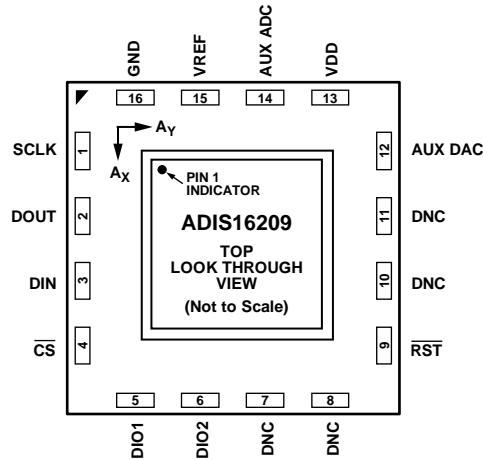 GND
VREF
AUX ADC
VDD
16
15
14
13
AY
AX
SCLK
1
DOUT
2
DIN
3
CS
4
PIN 1
INDICATOR
ADIS16209
TOP
LOOK THROUGH
VIEW
(Not to Scale)
12
AUX DAC
11
DNC
10
DNC
9
RST
5
6
7
8
DIO1
DIO2
DNC
DNC